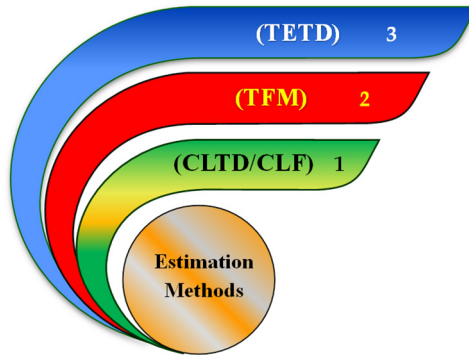 (TETD) 3
(TFM) 2
(CLTD/CLF) 1
Estimation
Methods